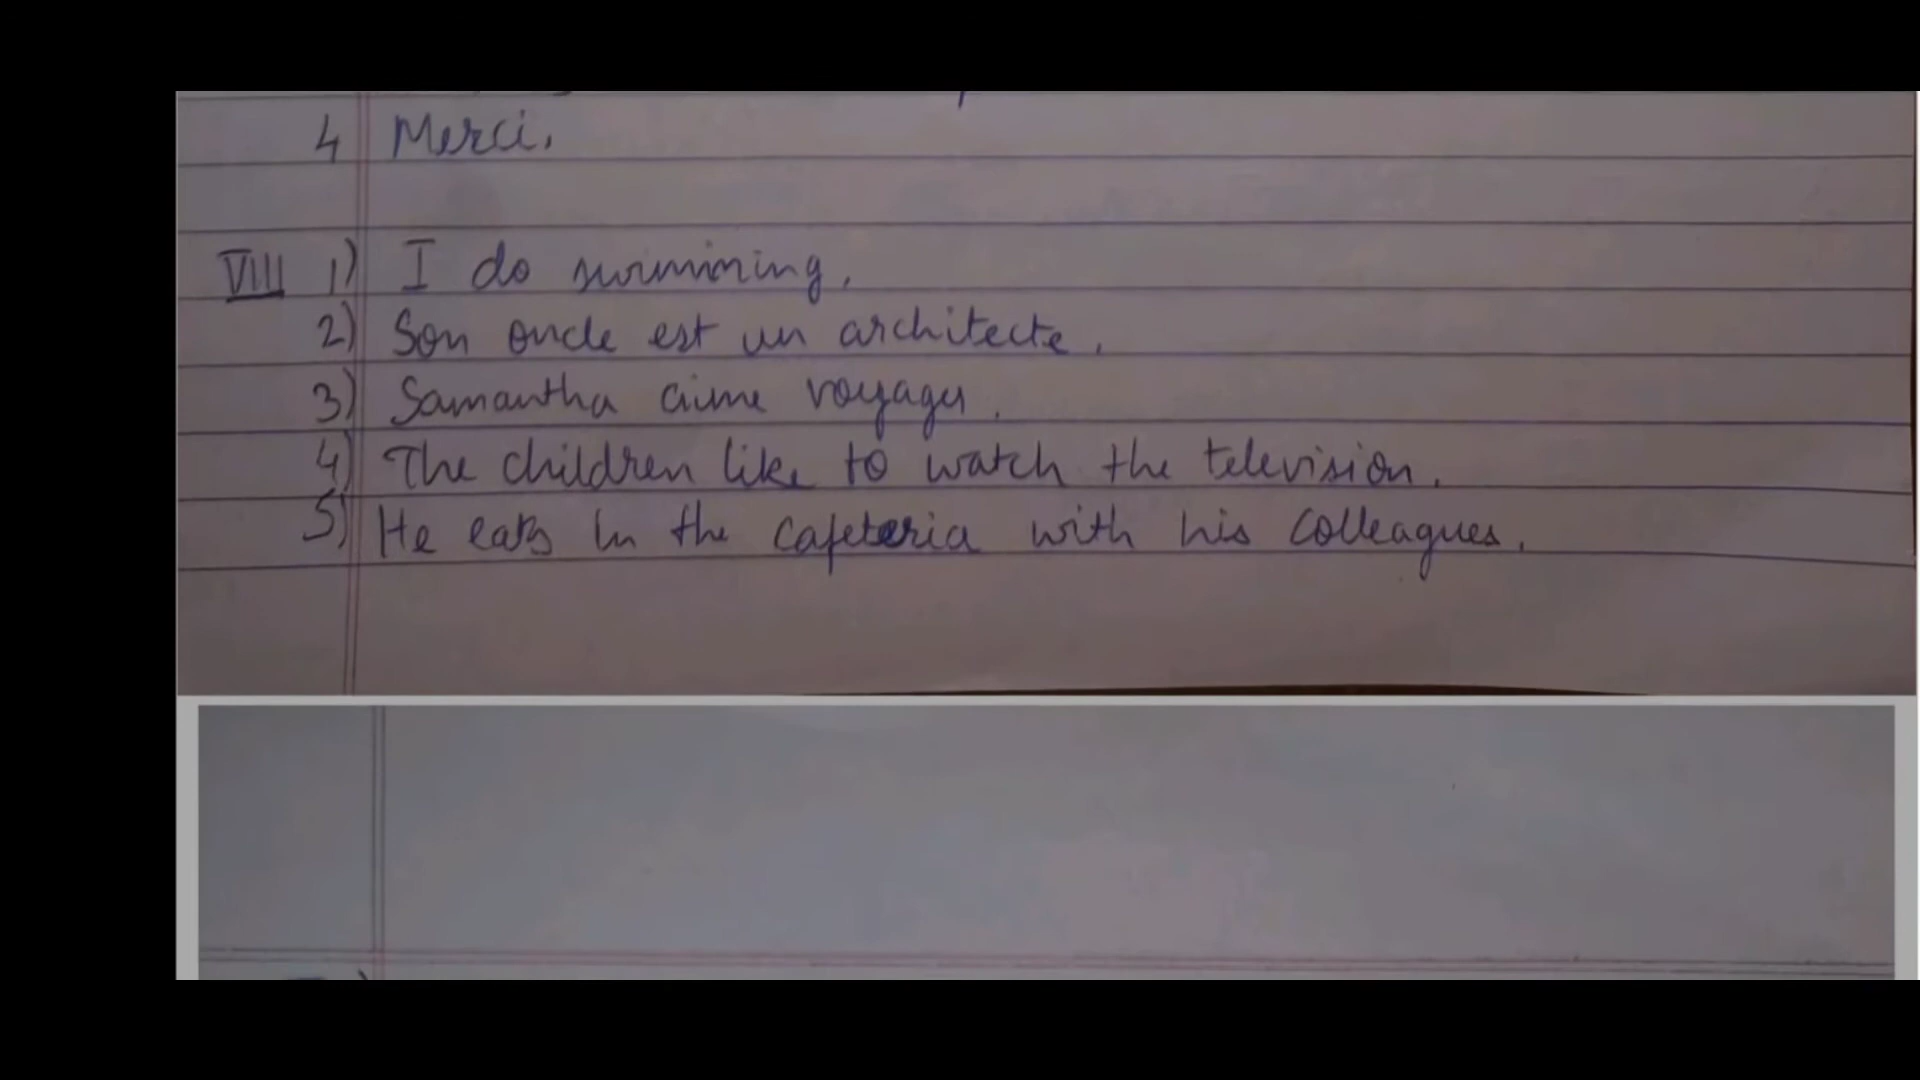 4 Merci.
VIII 1) I do swimming.
2) Son oncle est un architecte.
3) Samantha aime voyager.
4) The children like to watch the television.
5) He eats in the cafeteria with his colleagues.